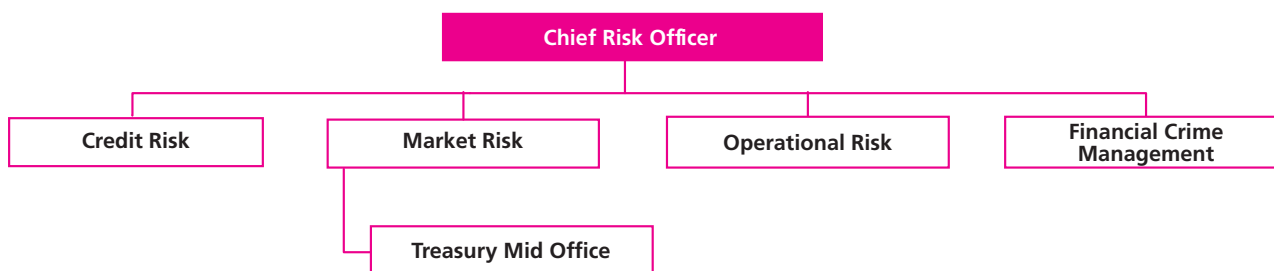 Chief Risk Officer
Credit Risk
Market Risk
Operational Risk
Financial Crime
Management
Treasury Mid Office